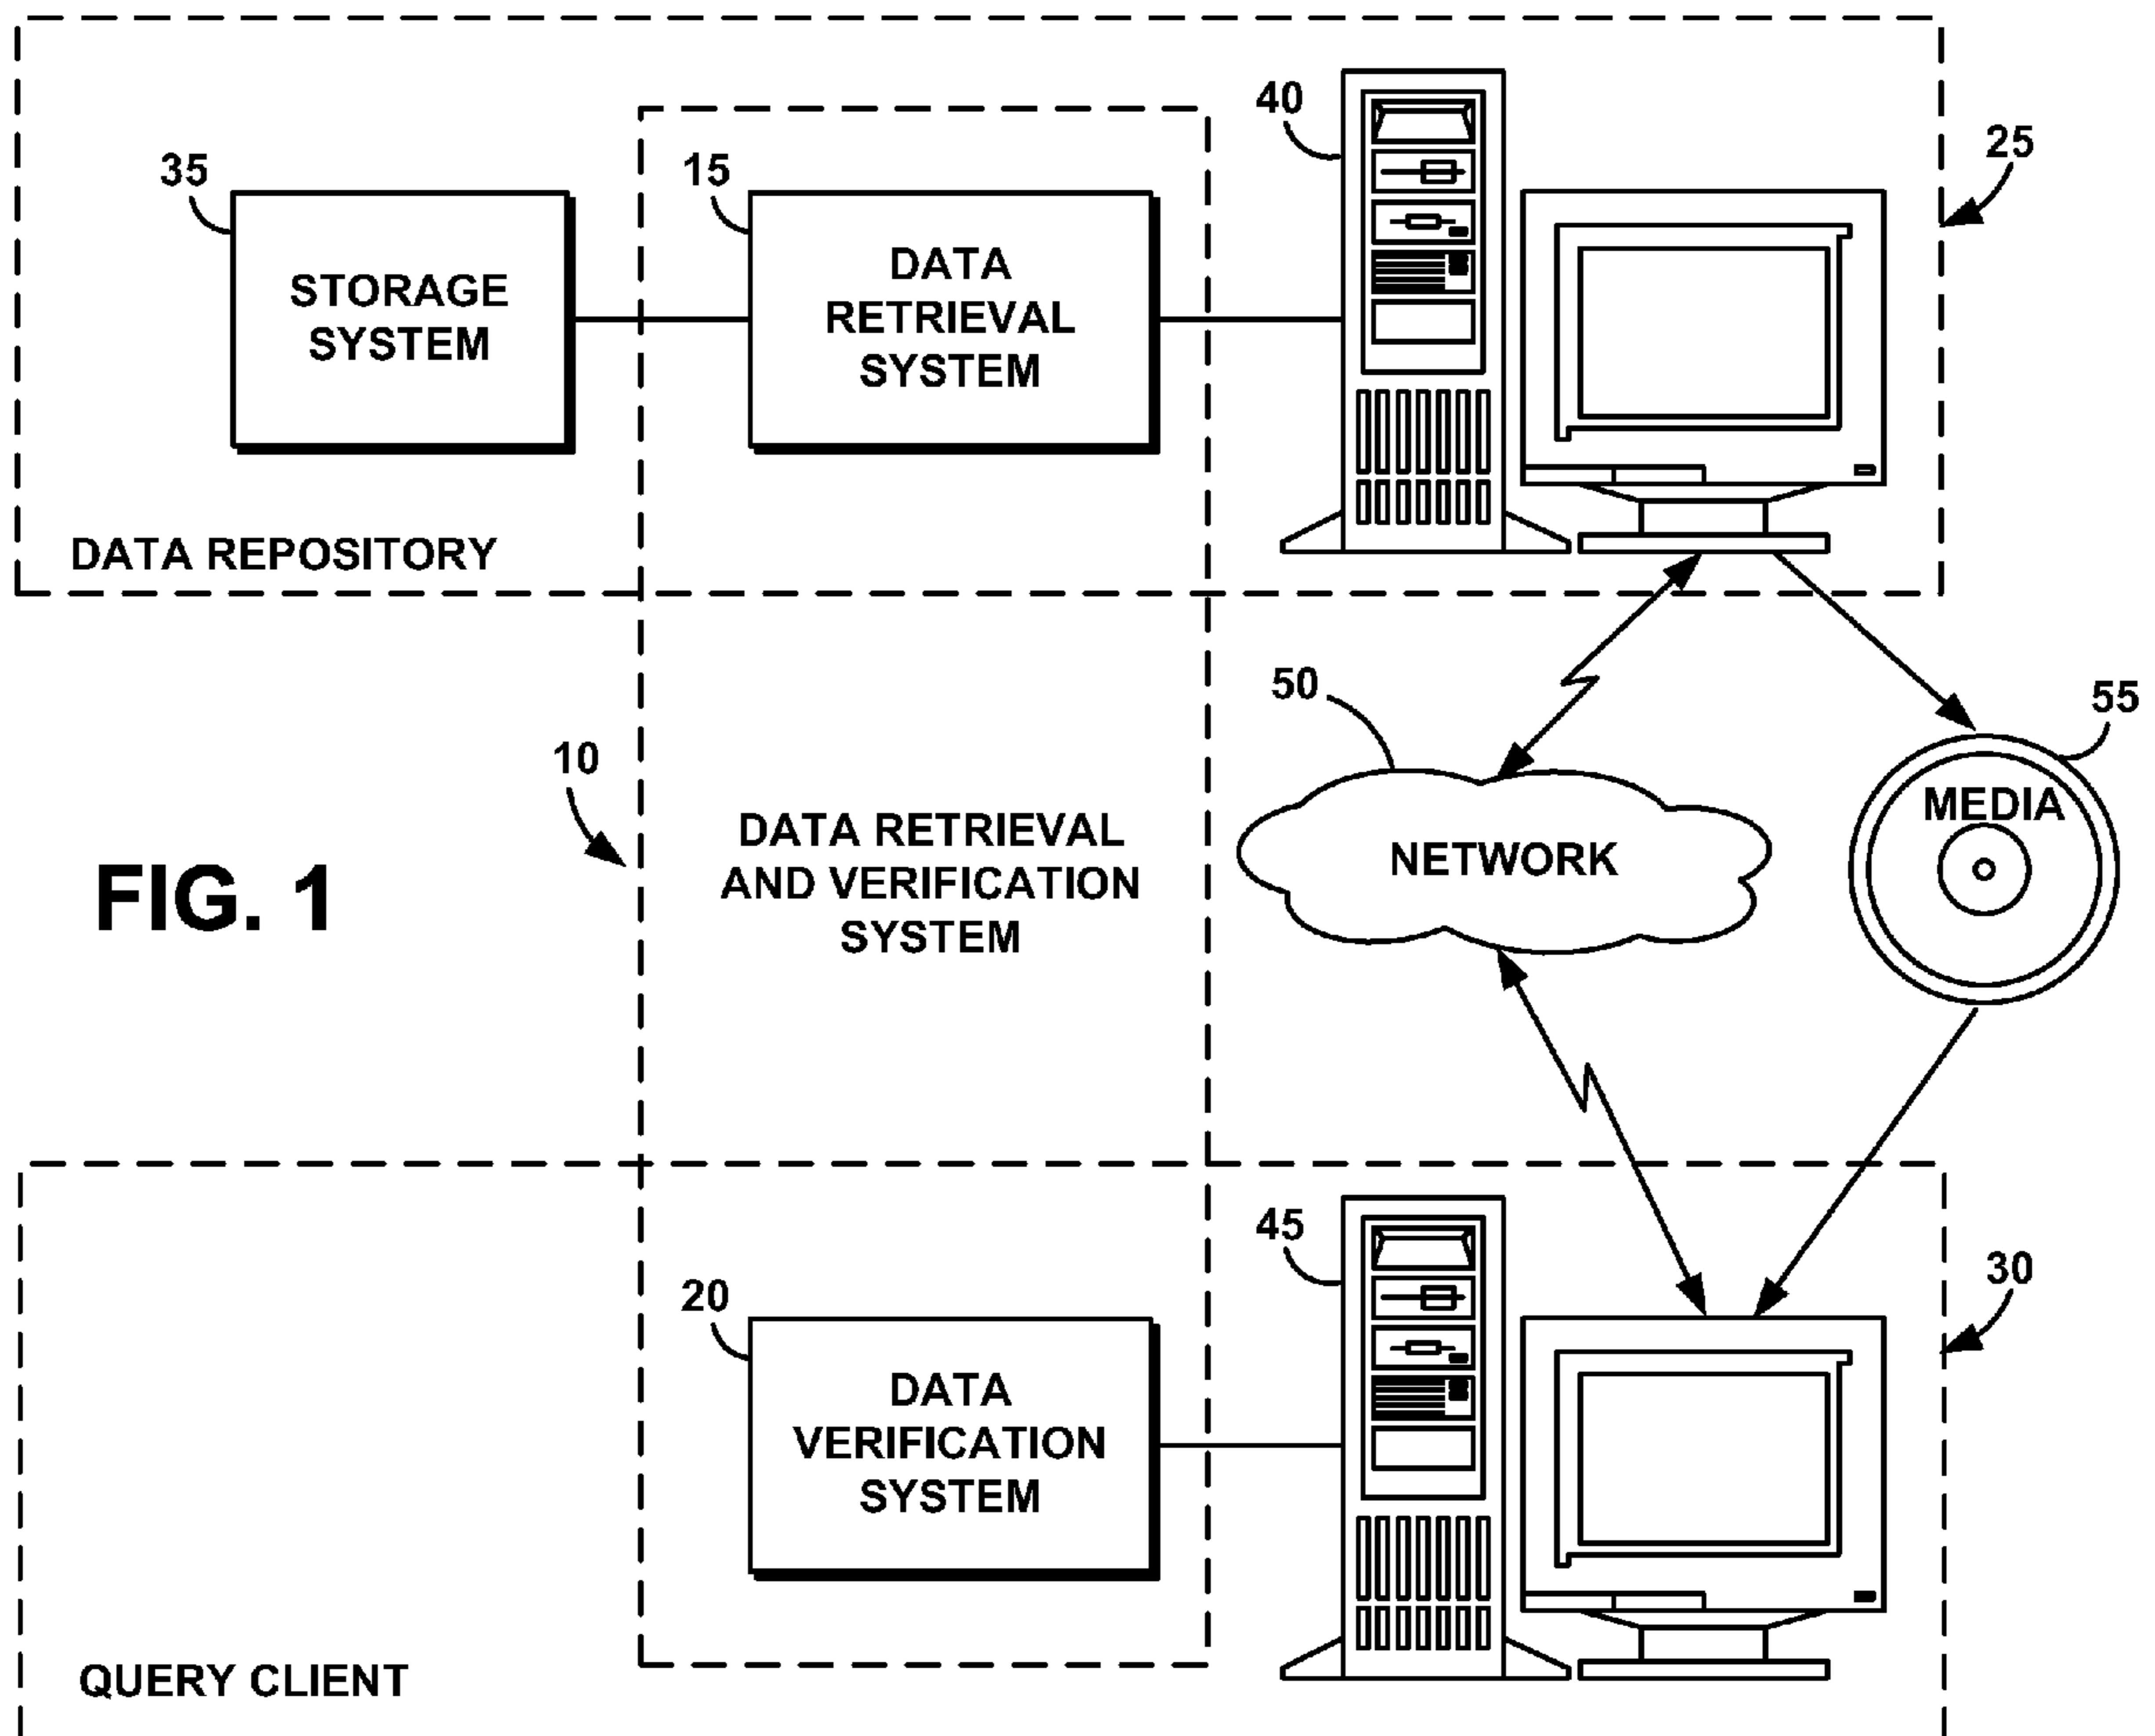 40
25
35
15
STORAGE
SYSTEM
DATA
RETRIEVAL
SYSTEM
DATA REPOSITORY
50
55
10
DATA RETRIEVAL
AND VERIFICATION
SYSTEM
NETWORK
MEDIA
FIG. 1
45
30
20
DATA
VERIFICATION
SYSTEM
QUERY CLIENT